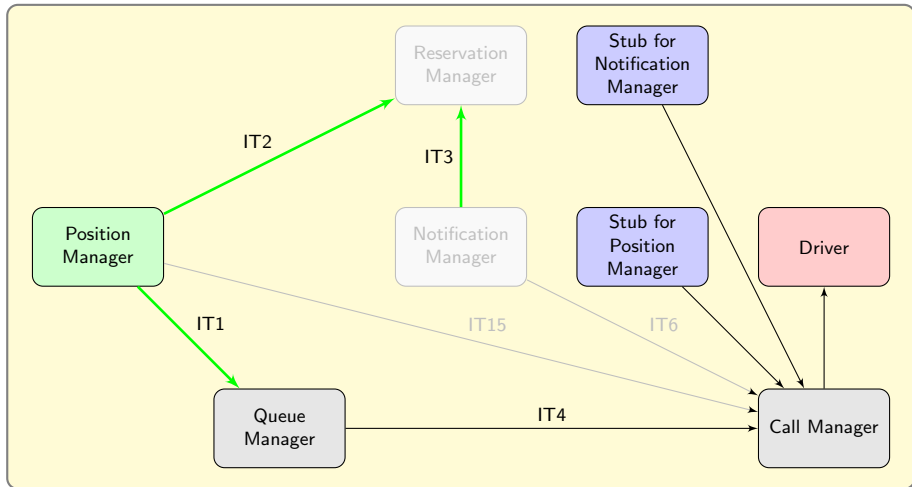 Reservation
Manager
Stub for
Notification
Manager
IT2
IT3
Position
Manager
Notification
Manager
Stub for
Position
Manager
Driver
IT1
IT15
IT6
Queue
Manager
IT4
Call Manager